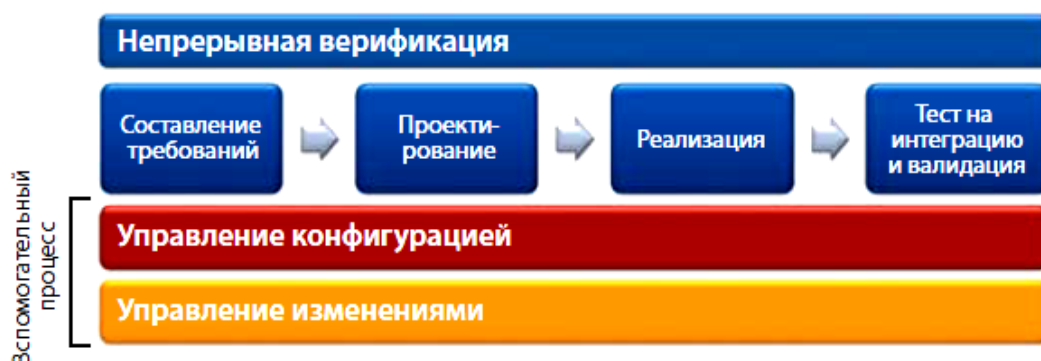 Непрерывная верификация
Составление
требований
Проекти-
рование
Реализация
Тест на
интеграцию
и валидация
Вспомогательный
процесс
Управление конфигурацией
Управление изменениями